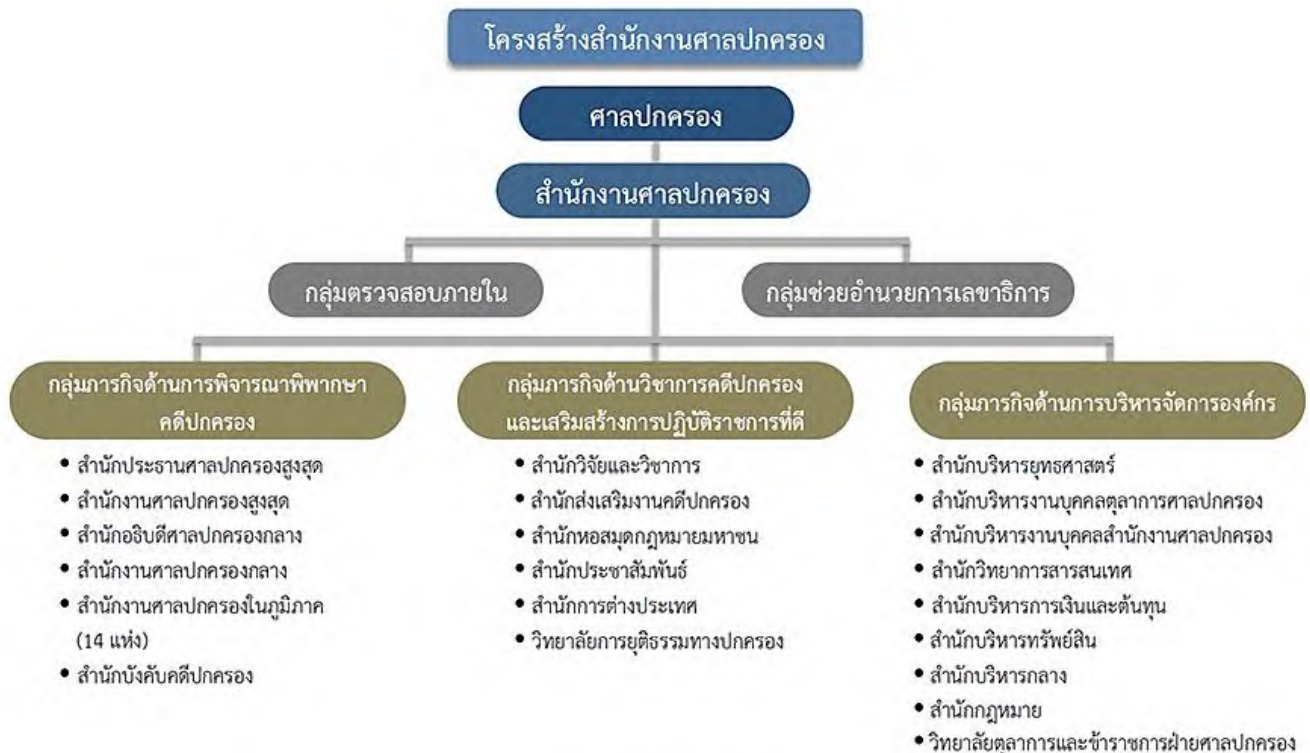 โครงสร้างสำนักงานศาลปกครอง
ศาลปกครอง
สำนักงานศาลปกครอง
กลุ่มตรวจสอบภายใน
กลุ่มช่วยอำนวยการเลขาธิการ
กลุ่มภารกิจด้านการพิจารณาพิพากษา
คดีปกครอง
• สำนักประธานศาลปกครองสูงสุด
• สำนักงานศาลปกครองสูงสุด
• สำนักอธิบดีศาลปกครองกลาง
• สำนักงานศาลปกครองกลาง
• สำนักงานศาลปกครองในภูมิภาค
(14 แห่ง)
• สำนักบังคับคดีปกครอง
กลุ่มภารกิจด้านวิชาการคดีปกครอง
และเสริมสร้างการปฏิบัติราชการที่ดี
• สำนักวิจัยและวิชาการ
• สำนักส่งเสริมงานคดีปกครอง
• สำนักหอสมุดกฎหมายมหาชน
• สำนักประชาสัมพันธ์
• สำนักการต่างประเทศ
• วิทยาลัยการยุติธรรมทางปกครอง
กลุ่มภารกิจด้านการบริหารจัดการองค์กร
• สำนักบริหารยุทธศาสตร์
• สำนักบริหารงานบุคคลตุลาการศาลปกครอง
• สำนักบริหารงานบุคคลสำนักงานศาลปกครอง
• สำนักวิทยาการสารสนเทศ
• สำนักบริหารการเงินและต้นทุน
• สำนักบริหารทรัพย์สิน
• สำนักบริหารกลาง
• สำนักกฎหมาย
• วิทยาลัยตุลาการและข้าราชการฝ่ายศาลปกครอง